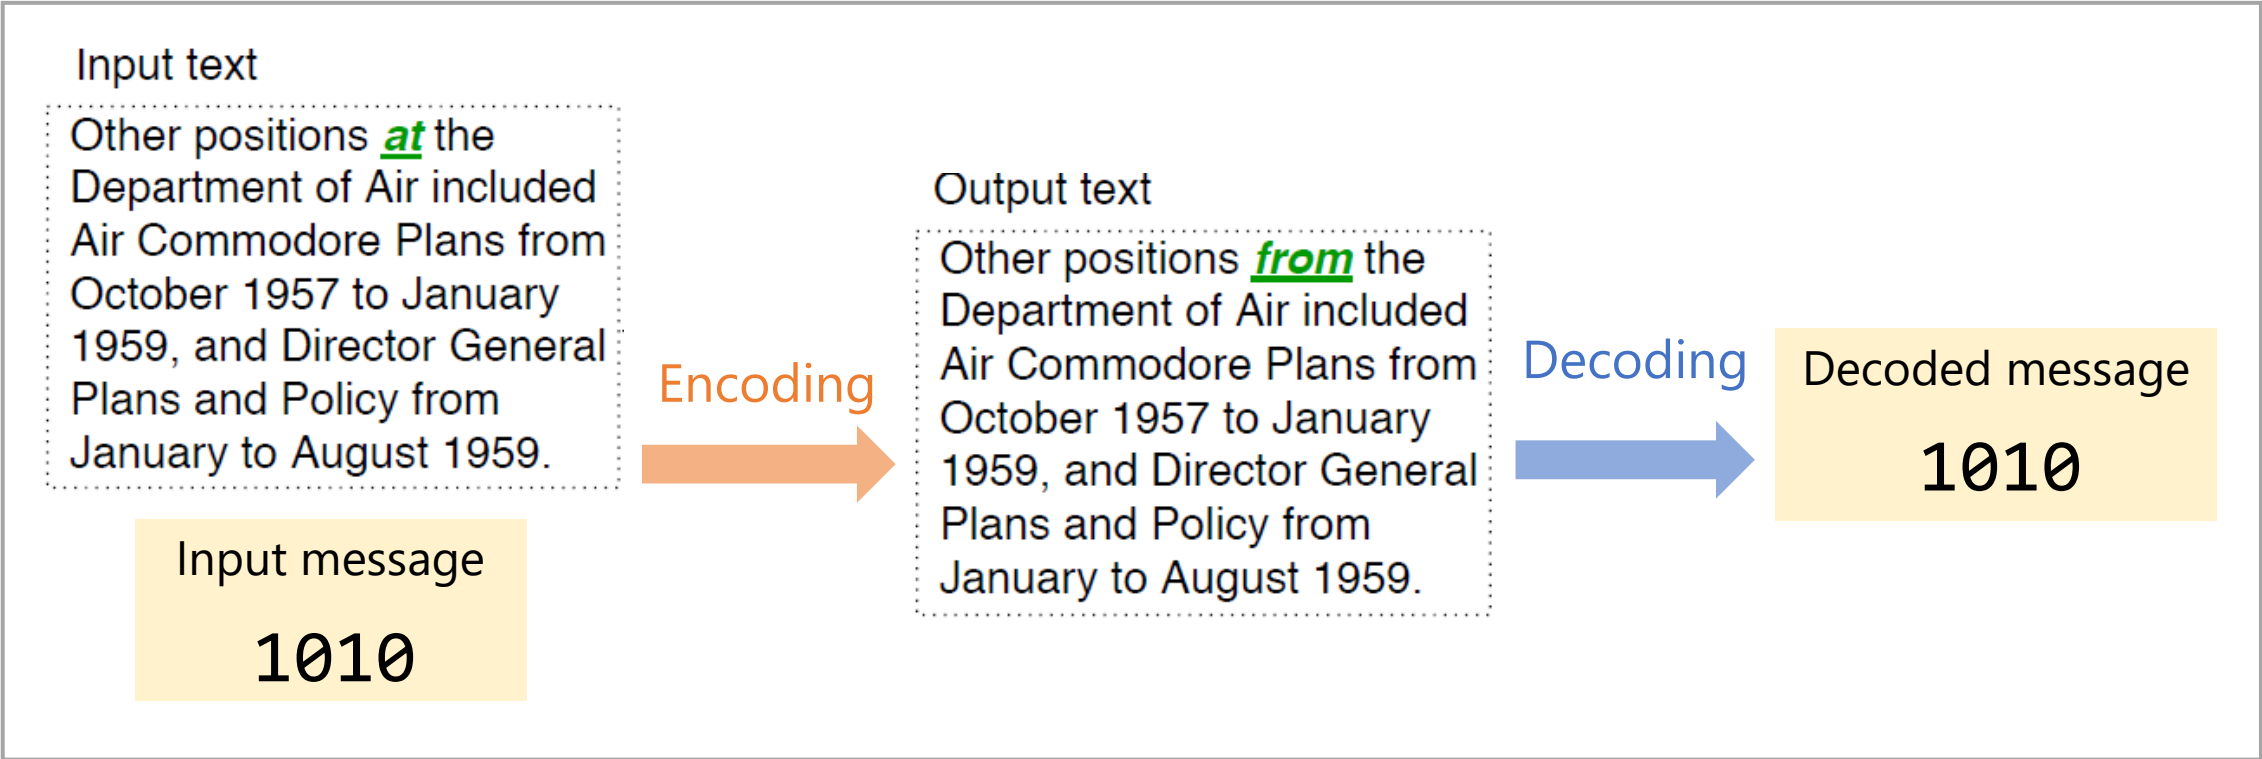 Input text
Other positions at the
Department of Air included
Air Commodore Plans from
October 1957 to January
1959, and Director General
Plans and Policy from
January to August 1959.
Input message
1010
Encoding
Output text
Other positions from the
Department of Air included
Air Commodore Plans from
October 1957 to January
1959, and Director General
Plans and Policy from
January to August 1959.
Decoding
Decoded message
1010